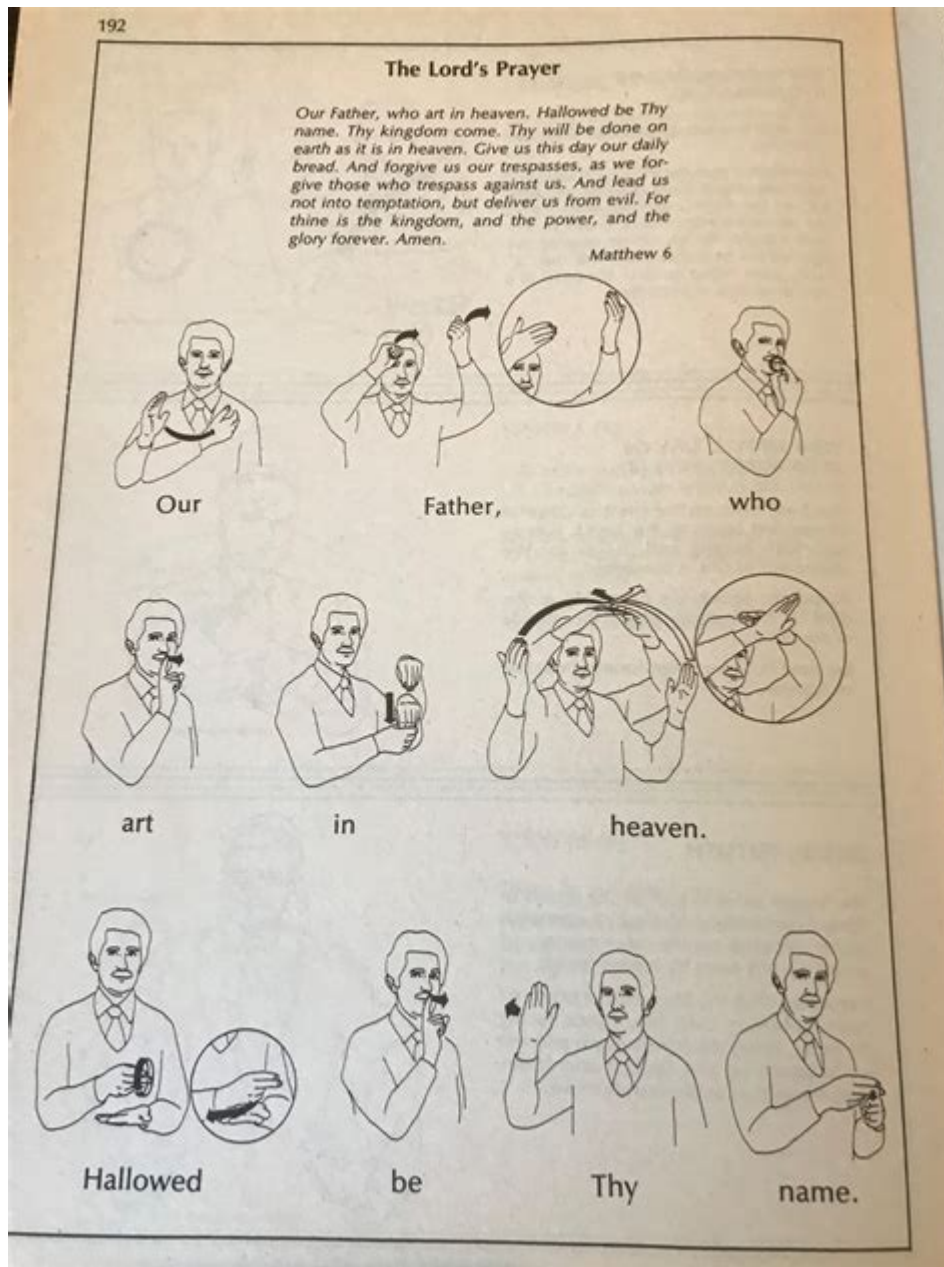 192
The Lord's Prayer
Our Father, who art in heaven. Hallowed be Thy
name. Thy kingdom come. Thy will be done on
earth as it is in heaven. Give us this day our daily
bread. And forgive us our trespasses, as we for-
give those who trespass against us. And lead us
not into temptation, but deliver us from evil. For
thine is the kingdom, and the power, and the
glory forever. Amen.
Matthew 6
Our Father, who
art in heaven.
Hallowed be Thy name.